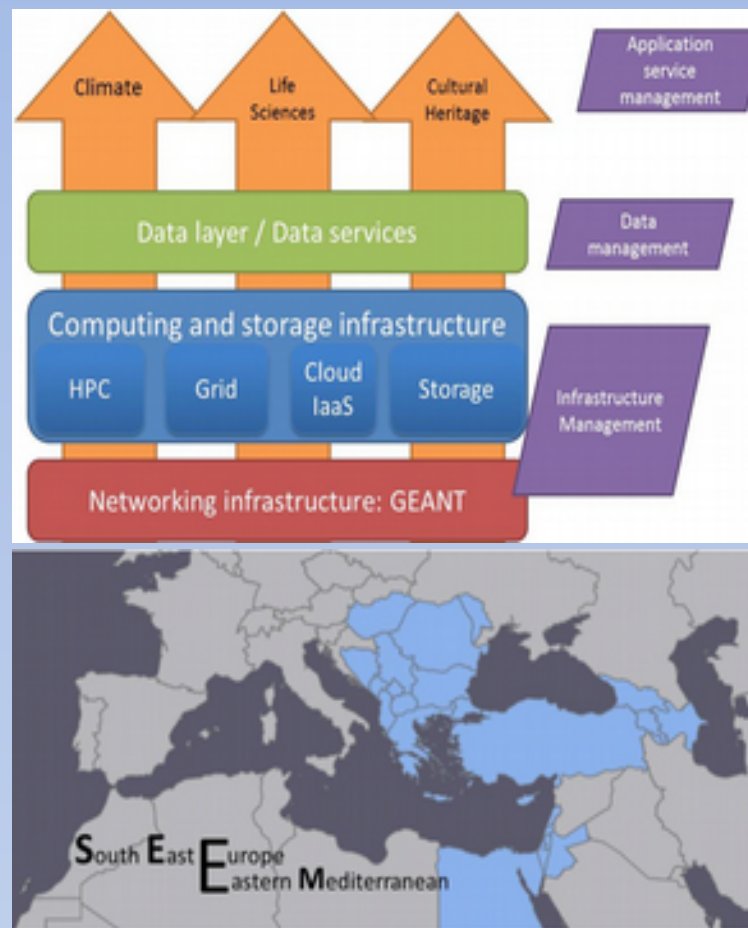 Climate
Life
Sciences
Cultural
Heritage
Application
service
management
Data layer / Data services
Data
management
Computing and storage infrastructure
HPC
Grid
Cloud
IaaS
Storage
Infrastructure
Management
Networking infrastructure: GEANT
South East Europe
Eastern Mediterranean